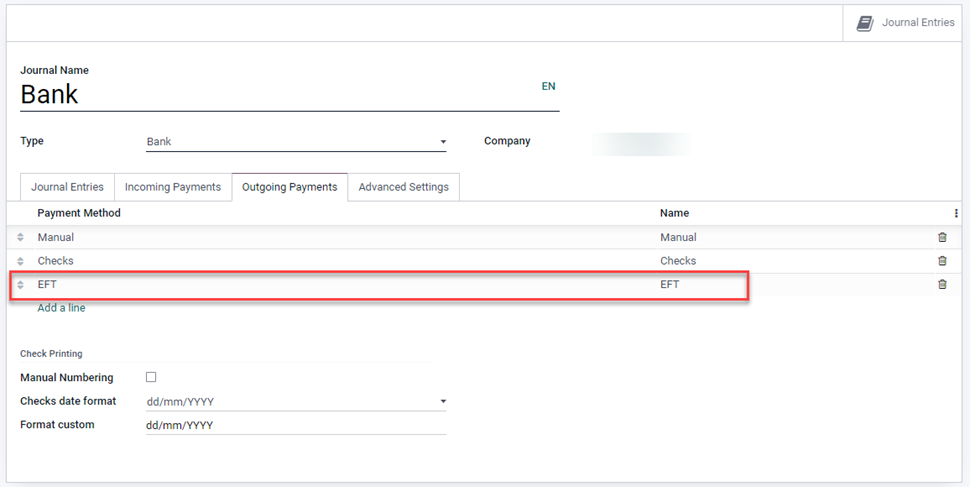 Journal Entries
Journal Name
Bank
EN
Type Bank Company
Journal Entries Incoming Payments Outgoing Payments Advanced Settings
Payment Method Name
Manual Manual
Checks Checks
EFT EFT
Add a line
Check Printing
Manual Numbering
Checks date format dd/mm/YYYY
Format custom dd/mm/YYYY